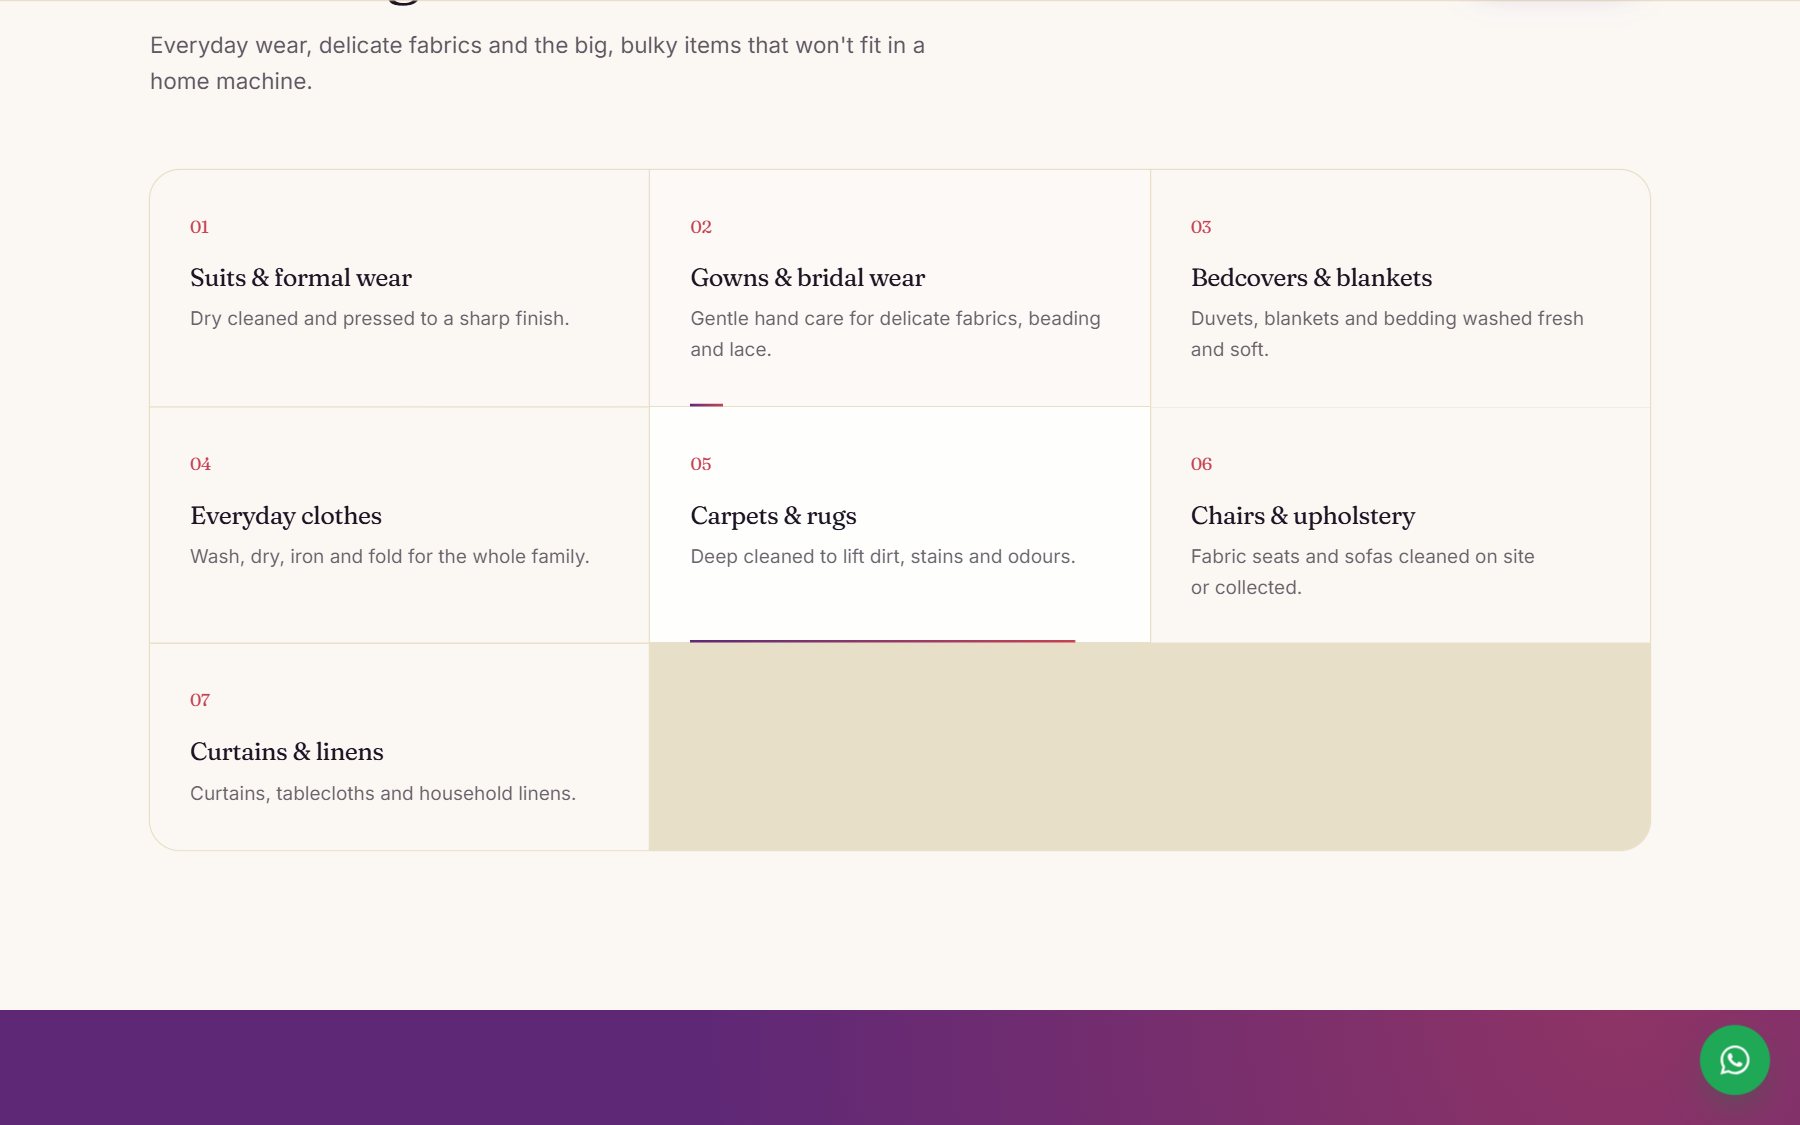 Everyday wear, delicate fabrics and the big, bulky items that won't fit in a
home machine.
01
Suits & formal wear
Dry cleaned and pressed to a sharp finish.
02
Gowns & bridal wear
Gentle hand care for delicate fabrics, beading
and lace.
03
Bedcovers & blankets
Duvets, blankets and bedding washed fresh
and soft.
04
Everyday clothes
Wash, dry, iron and fold for the whole family.
05
Carpets & rugs
Deep cleaned to lift dirt, stains and odours.
06
Chairs & upholstery
Fabric seats and sofas cleaned on site
or collected.
07
Curtains & linens
Curtains, tablecloths and household linens.